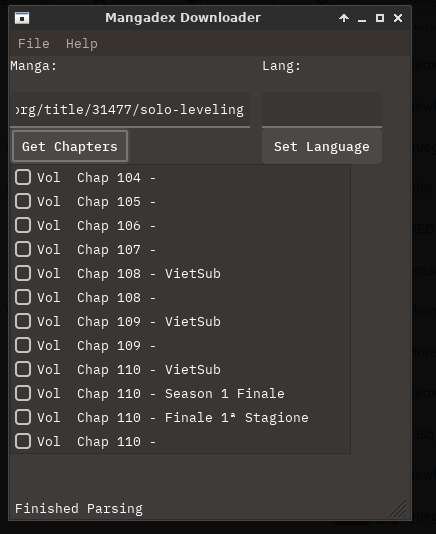 Mangadex Downloader
File Help
Manga: Lang:
org/title/31477/solo-leveling
Get Chapters Set Language
Vol Chap 104 -
Vol Chap 105 -
Vol Chap 106 -
Vol Chap 107 -
Vol Chap 108 - VietSub
Vol Chap 108 -
Vol Chap 109 - VietSub
Vol Chap 109 -
Vol Chap 110 - VietSub
Vol Chap 110 - Season 1 Finale
Vol Chap 110 - Finale 1ª Stagione
Vol Chap 110 -
Finished Parsing